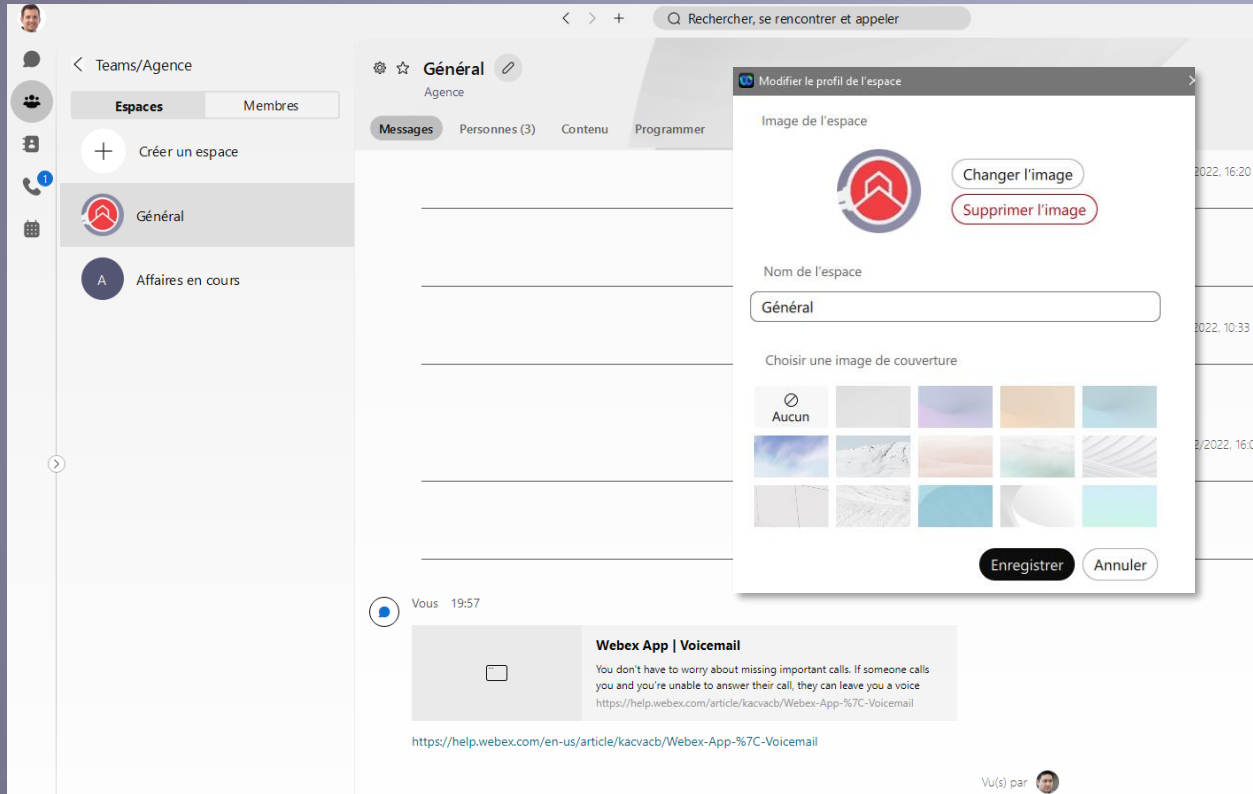 Rechercher, se rencontrer et appeler
Teams/Agence
Espaces
Membres
Créer un espace
1
Général
A
Affaires en cours
Général
Agence
Messages
Personnes (3)
Contenu
Programmer
2022, 16:20
2022, 10:33
2/2022, 16:0
Modifier le profil de l'espace
Image de l'espace
Changer l'image
Supprimer l'image
Nom de l'espace
Général
Choisir une image de couverture
Aucun
Enregistrer
Annuler
Vous 19:57
Webex App | Voicemail
You don't have to worry about missing important calls. If someone calls
you and you're unable to answer their call, they can leave you a voice
https://help.webex.com/article/kacvacb/Webex-App-%7C-Voicemail
https://help.webex.com/en-us/article/kacvacb/Webex-App-%7C-Voicemail
Vu(s) par